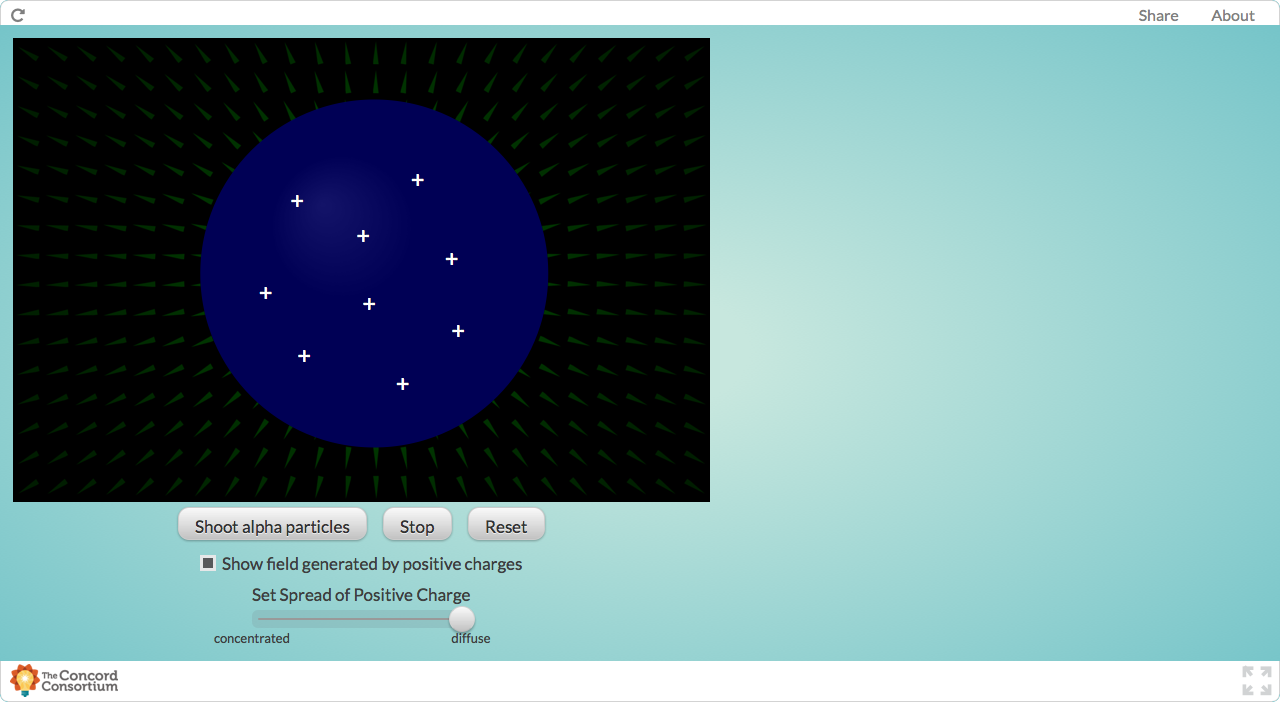 Share About
+
+
+
+
+
+
+
+
+
Shoot alpha particles Stop Reset
Show field generated by positive charges
Set Spread of Positive Charge
concentrated diffuse
The Concord
Consortium